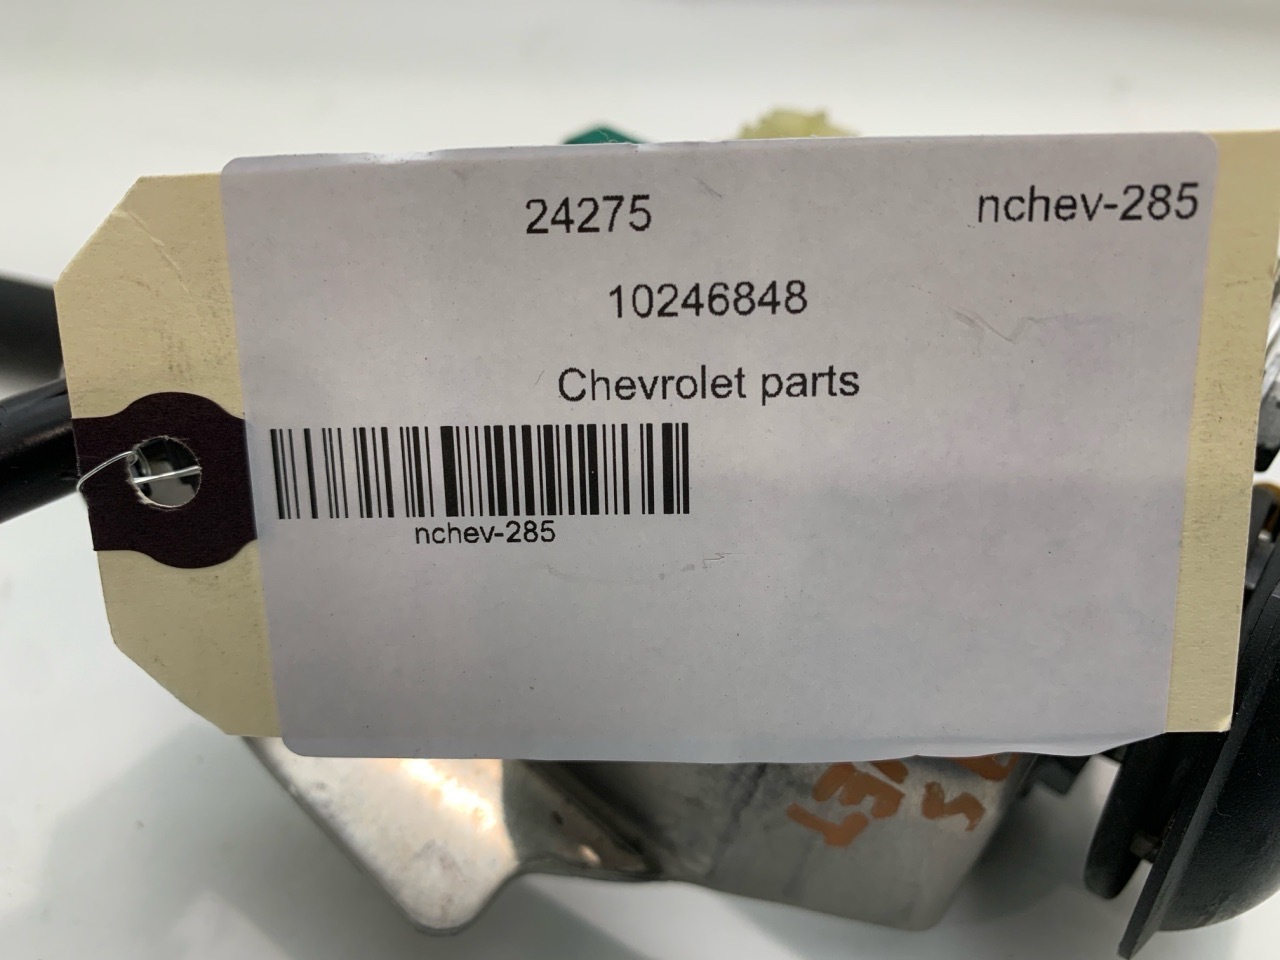 24275 nchev-285
10246848
Chevrolet parts
nchev-285